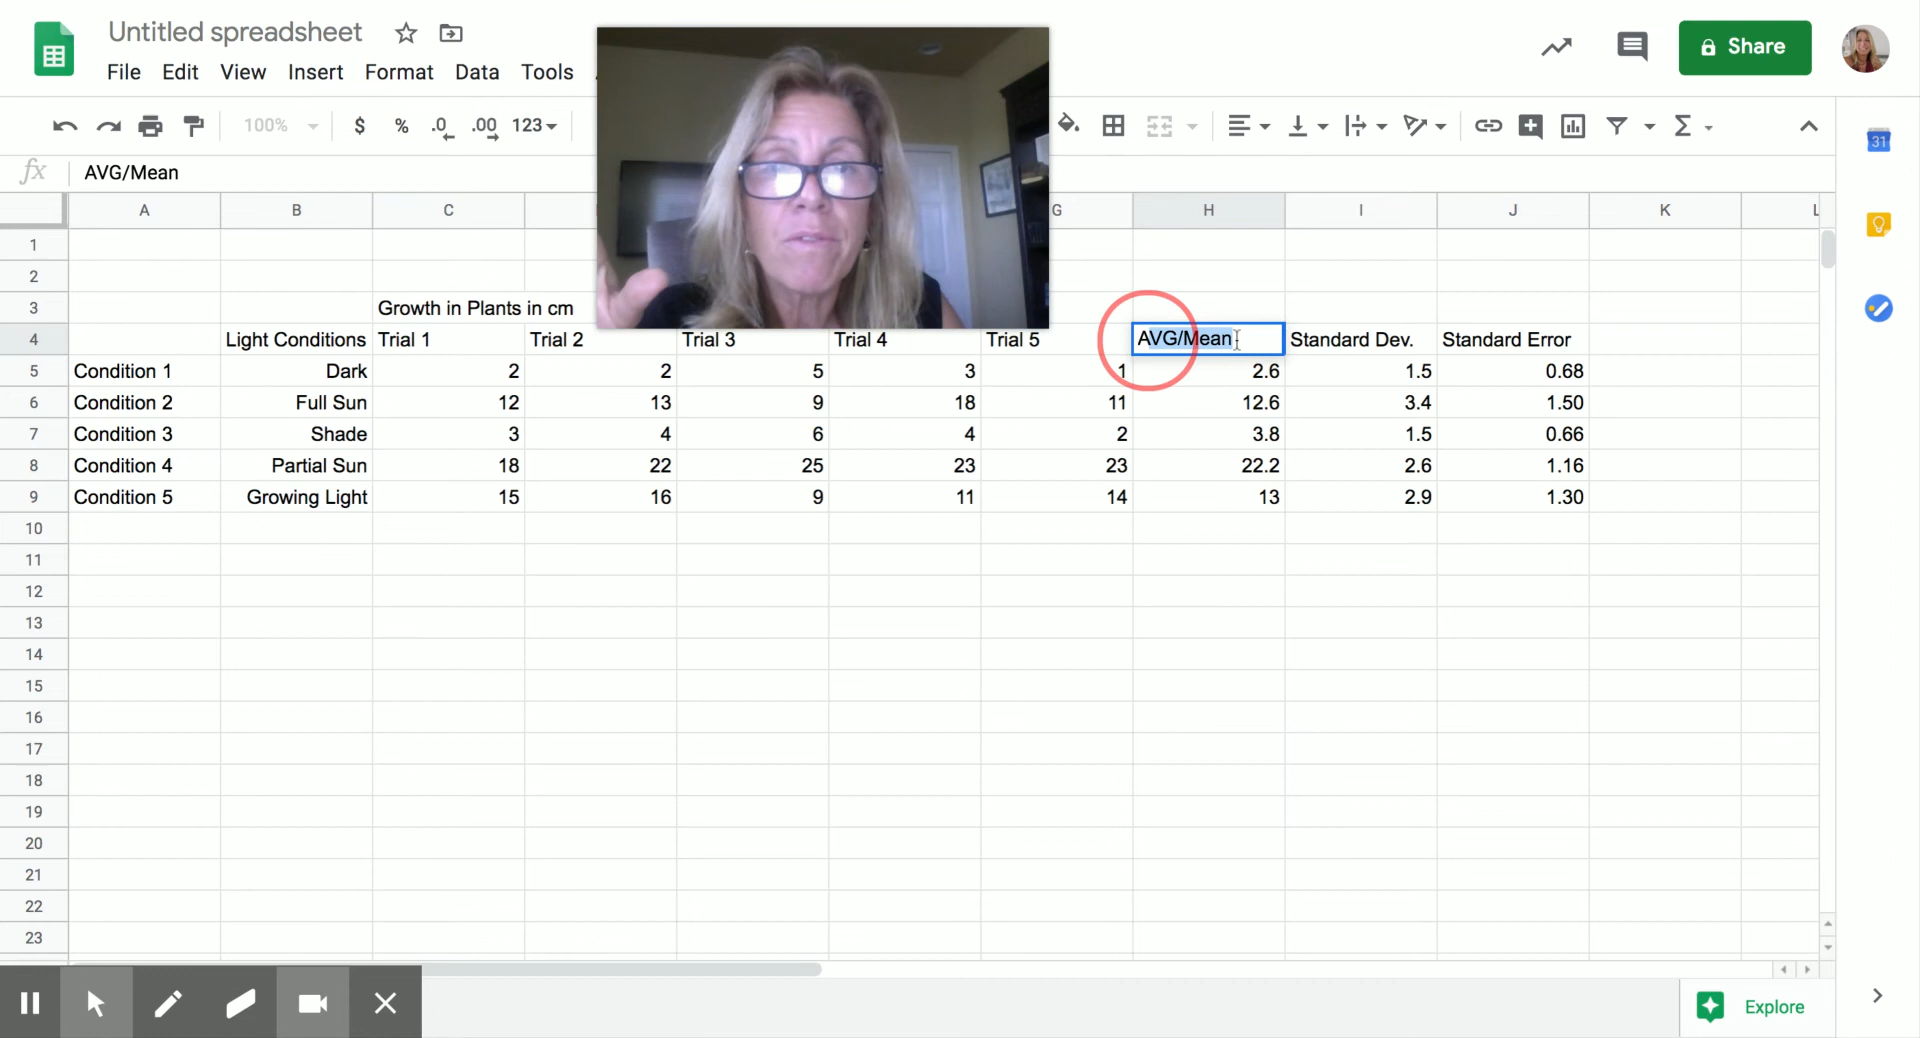 Untitled spreadsheet
File Edit View Insert Format Data Tools
Share
100% $ % .0 .00 123
31
fx AVG/Mean
A B C G H I J K L
1
2
3 Growth in Plants in cm
4 Light Conditions Trial 1 Trial 2 Trial 3 Trial 4 Trial 5 AVG/Mean Standard Dev. Standard Error
5 Condition 1 Dark 2 2 5 3 1 2.6 1.5 0.68
6 Condition 2 Full Sun 12 13 9 18 11 12.6 3.4 1.50
7 Condition 3 Shade 3 4 6 4 2 3.8 1.5 0.66
8 Condition 4 Partial Sun 18 22 25 23 23 22.2 2.6 1.16
9 Condition 5 Growing Light 15 16 9 11 14 13 2.9 1.30
10
11
12
13
14
15
16
17
18
19
20
21
22
23
Explore